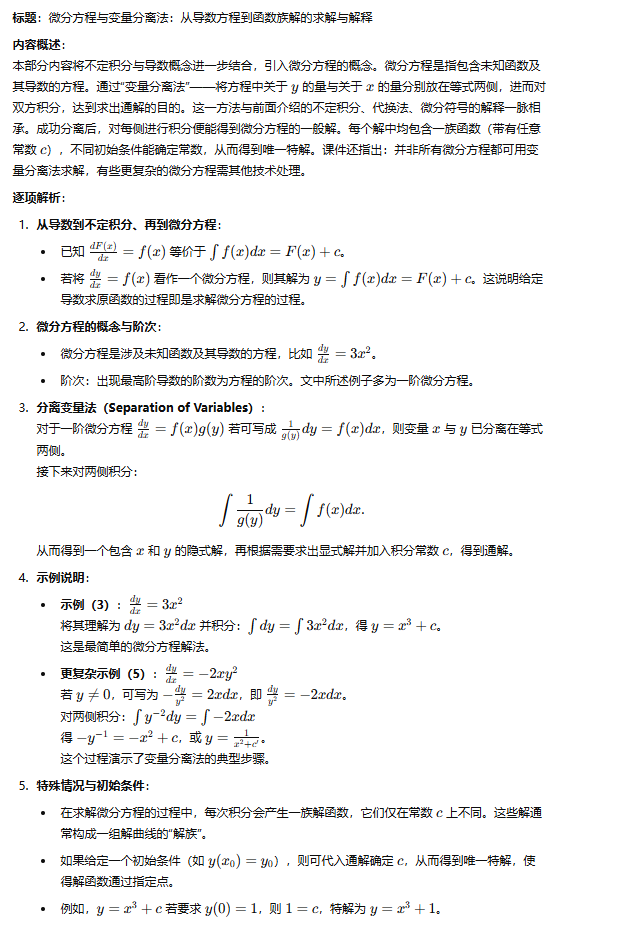 标题：微分方程与变量分离法：从导数方程到函数族解的求解与解释
内容概述：
本部分内容将不定积分与导数概念进一步结合，引入微分方程的概念。微分方程是指包含未知函数及
其导数的方程。通过“变量分离法”——将方程中关于 y 的量与关于 x 的量分别放在等式两侧，进而对
双方积分，达到求出通解的目的。这一方法与前面介绍的不定积分、代换法、微分符号的解释一脉相
承。成功分离后，对每侧进行积分便能得到微分方程的一般解。每个解中均包含一族函数（带有任意
常数 c），不同初始条件能确定常数，从而得到唯一特解。课件还指出：并非所有微分方程都可用变
量分离法求解，有些更复杂的微分方程需其他技术处理。
逐项解析：
1. 从导数到不定积分、再到微分方程：
• 已知 dF(x)/dx = f(x) 等价于 ∫ f(x)dx = F(x) + c。
• 若将 dy/dx = f(x) 看作一个微分方程，则其解为 y = ∫ f(x)dx = F(x) + c。这说明给定
导数求原函数的过程即是求解微分方程的过程。
2. 微分方程的概念与阶次：
• 微分方程是涉及未知函数及其导数的方程，比如 dy/dx = 3x²。
• 阶次：出现最高阶导数的阶数为方程的阶次。文中所述例子多为一阶微分方程。
3. 分离变量法（Separation of Variables）：
对于一阶微分方程 dy/dx = f(x)g(y) 若可写成 1/g(y) dy = f(x)dx，则变量 x 与 y 已分离在等式
两侧。
接下来对两侧积分：
∫ 1/g(y) dy = ∫ f(x)dx.
从而得到一个包含 x 和 y 的隐式解，再根据需要求出显式解并加入积分常数 c，得到通解。
4. 示例说明：
• 示例（3）：dy/dx = 3x²
将其理解为 dy = 3x²dx 并积分：∫ dy = ∫ 3x²dx，得 y = x³ + c。
这是最简单的微分方程解法。
• 更复杂示例（5）：dy/dx = −2xy²
若 y ≠ 0，可写为 −dy/y² = 2xdx，即 dy/y² = −2xdx。
对两侧积分：∫ y⁻²dy = ∫ −2xdx
得 −y⁻¹ = −x² + c，或 y = 1/(x²+c′)。
这个过程演示了变量分离法的典型步骤。
5. 特殊情况与初始条件：
• 在求解微分方程的过程中，每次积分会产生一族解函数，它们仅在常数 c 上不同。这些解通
常构成一组解曲线的“解族”。
• 如果给定一个初始条件（如 y(x₀) = y₀），则可代入通解确定 c，从而得到唯一特解，使
得解函数通过指定点。
• 例如，y = x³ + c 若要求 y(0) = 1，则 1 = c，特解为 y = x³ + 1。